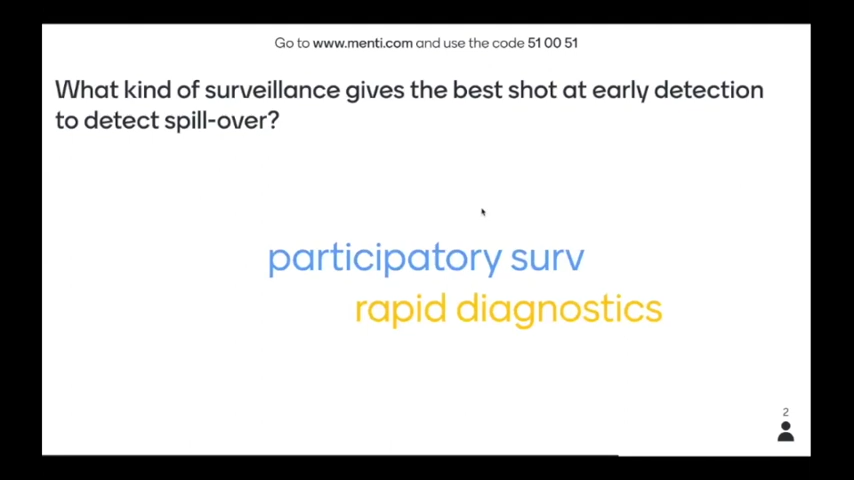 Go to www.menti.com and use the code 51 00 51
What kind of surveillance gives the best shot at early detection
to detect spill-over?
participatory surv
rapid diagnostics
2